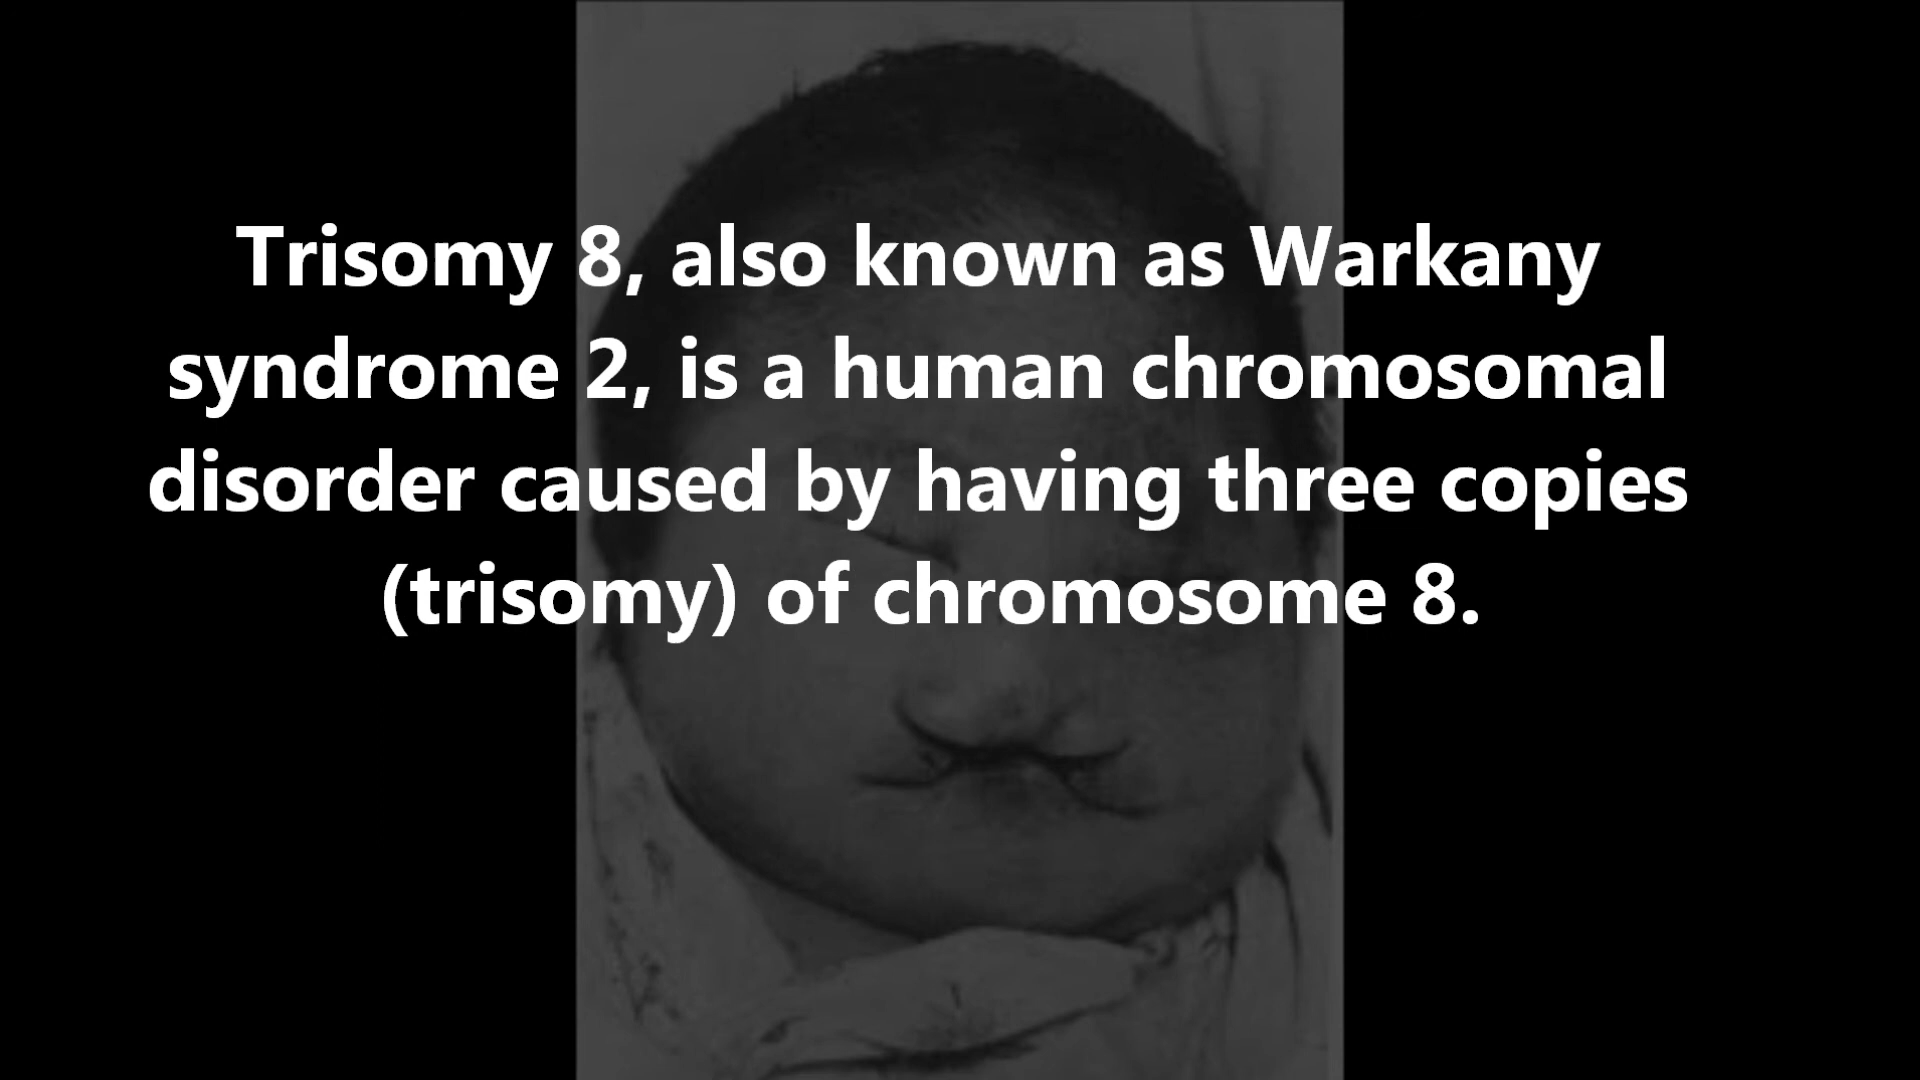 Trisomy 8, also known as Warkany
syndrome 2, is a human chromosomal
disorder caused by having three copies
(trisomy) of chromosome 8.